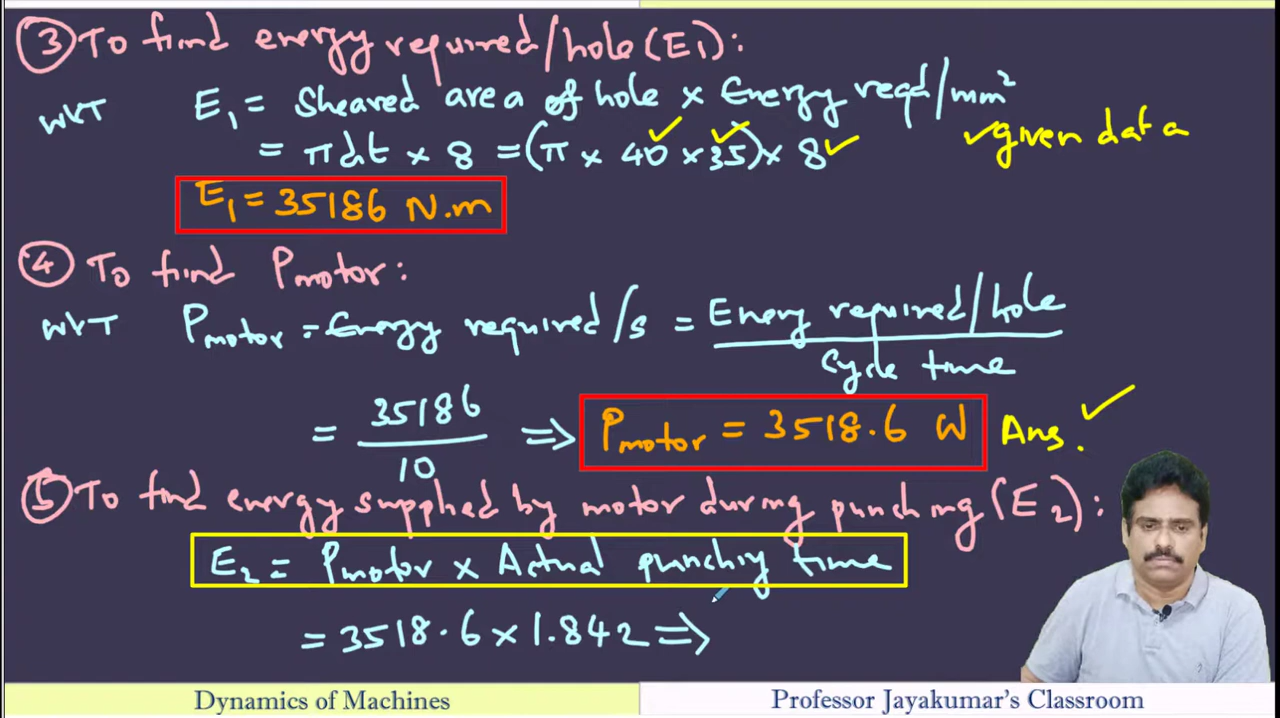 ③ To find energy required/hole (E₁):
WKT E₁ = Sheared area of hole × Energy reqd/mm²
= πdt × 8 = (π × 40 × 35) × 8 ✓given data
E₁ = 35186 N.m
④ To find Pmotor:
WKT Pmotor = Energy required/s = Enery required/hole
cycle time
= 35186
10
⇒ Pmotor = 3518.6 W Ans.
⑤ To find energy supplied by motor during punching (E₂):
E₂ = Pmotor × Actual punching time
= 3518.6 × 1.842 ⇒
Dynamics of Machines
Professor Jayakumar's Classroom